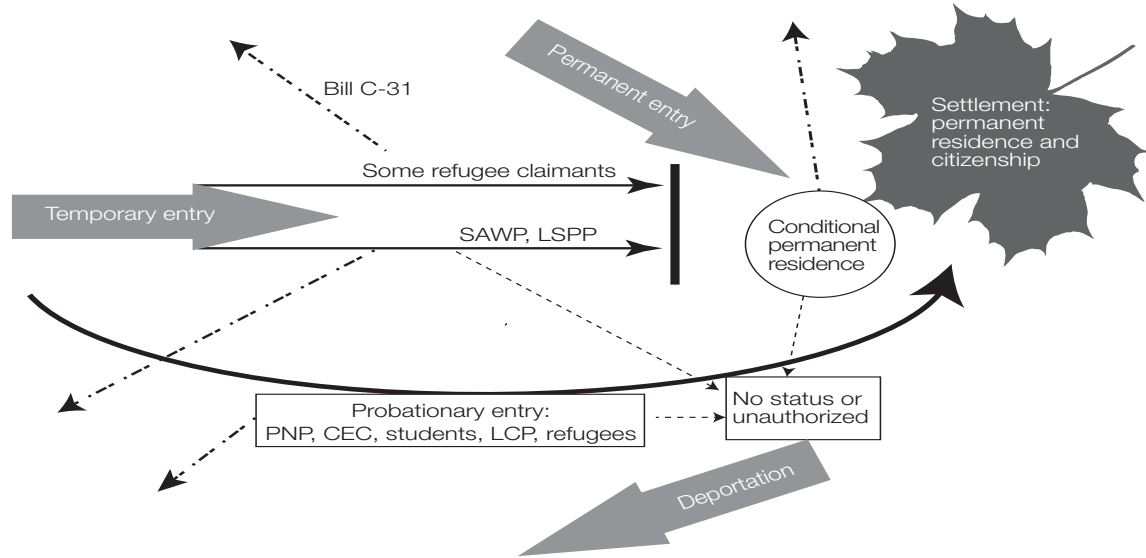 Bill C-31
Permanent entry
Settlement:
permanent
residence and
citizenship
Some refugee claimants
Temporary entry
SAWP, LSPP
Conditional
permanent
residence
Probationary entry:
PNP, CEC, students, LCP, refugees
No status or
unauthorized
Deportation